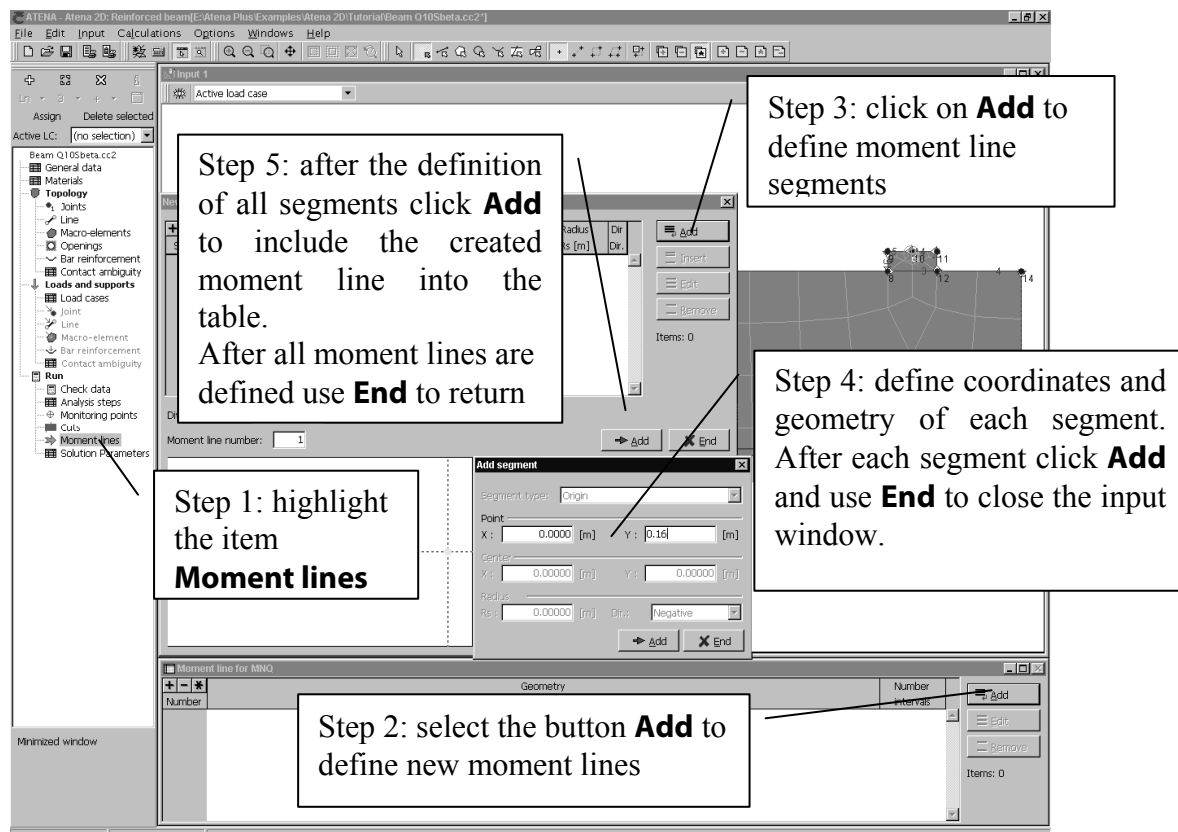 ATENA - Atena 2D: Reinforced beam[E:\Atena Plus\Examples\Atena 2D\Tutorial\Beam Q10Sbeta.cc2*]
File Edit Input Calculations Options Windows Help
Input 1
Active load case
Assign Delete selected
Active LC: (no selection)
Beam Q10Sbeta.cc2
General data
Materials
Topology
Joints
Line
Macro-elements
Openings
Bar reinforcement
Contact ambiguity
Loads and supports
Load cases
Joint
Line
Macro-element
Bar reinforcement
Contact ambiguity
Run
Check data
Analysis steps
Monitoring points
Cuts
Moment lines
Solution Parameters
Minimized window
Step 3: click on Add to
define moment line
segments
Step 5: after the definition
of all segments click Add
to include the created
moment line into the
table.
After all moment lines are
defined use End to return
Radius Dir
Rs [m] Dir.
Add
Insert
Edit
Remove
Items: 0
8 9 10 11 12 3 4 14
Step 4: define coordinates and
geometry of each segment.
After each segment click Add
and use End to close the input
window.
Moment line number: 1
Add End
Step 1: highlight
the item
Moment lines
Add segment
Segment type: Origin
Point
X : 0.0000 [m] Y : 0.16 [m]
Center
X : 0.00000 [m] Y : 0.00000 [m]
Radius
Rs : 0.00000 [m] Dir.: Negative
Add End
Moment line for MNQ
Number Geometry Number intervals
Add
Edit
Remove
Items: 0
Step 2: select the button Add to
define new moment lines